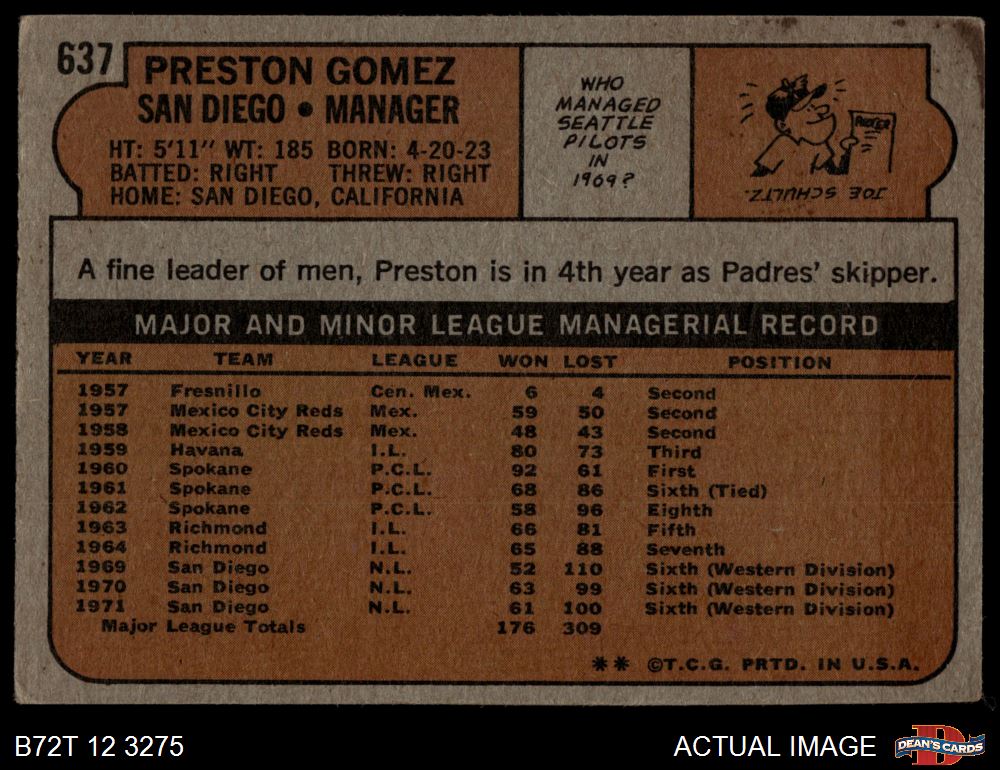 637
PRESTON GOMEZ
SAN DIEGO • MANAGER
HT: 5'11" WT: 185 BORN: 4-20-23
BATTED: RIGHT THREW: RIGHT
HOME: SAN DIEGO, CALIFORNIA
WHO
MANAGED
SEATTLE
PILOTS
IN
1969?
JOE SCHULTZ.
A fine leader of men, Preston is in 4th year as Padres' skipper.
MAJOR AND MINOR LEAGUE MANAGERIAL RECORD
YEAR TEAM LEAGUE WON LOST POSITION
1957 Fresnillo Cen. Mex. 6 4 Second
1957 Mexico City Reds Mex. 59 50 Second
1958 Mexico City Reds Mex. 48 43 Second
1959 Havana I.L. 80 73 Third
1960 Spokane P.C.L. 92 61 First
1961 Spokane P.C.L. 68 86 Sixth (Tied)
1962 Spokane P.C.L. 58 96 Eighth
1963 Richmond I.L. 66 81 Fifth
1964 Richmond I.L. 65 88 Seventh
1969 San Diego N.L. 52 110 Sixth (Western Division)
1970 San Diego N.L. 63 99 Sixth (Western Division)
1971 San Diego N.L. 61 100 Sixth (Western Division)
Major League Totals 176 309
** ©T.C.G. PRTD. IN U.S.A.
B72T 12 3275
ACTUAL IMAGE
D
DEAN'S CARDS